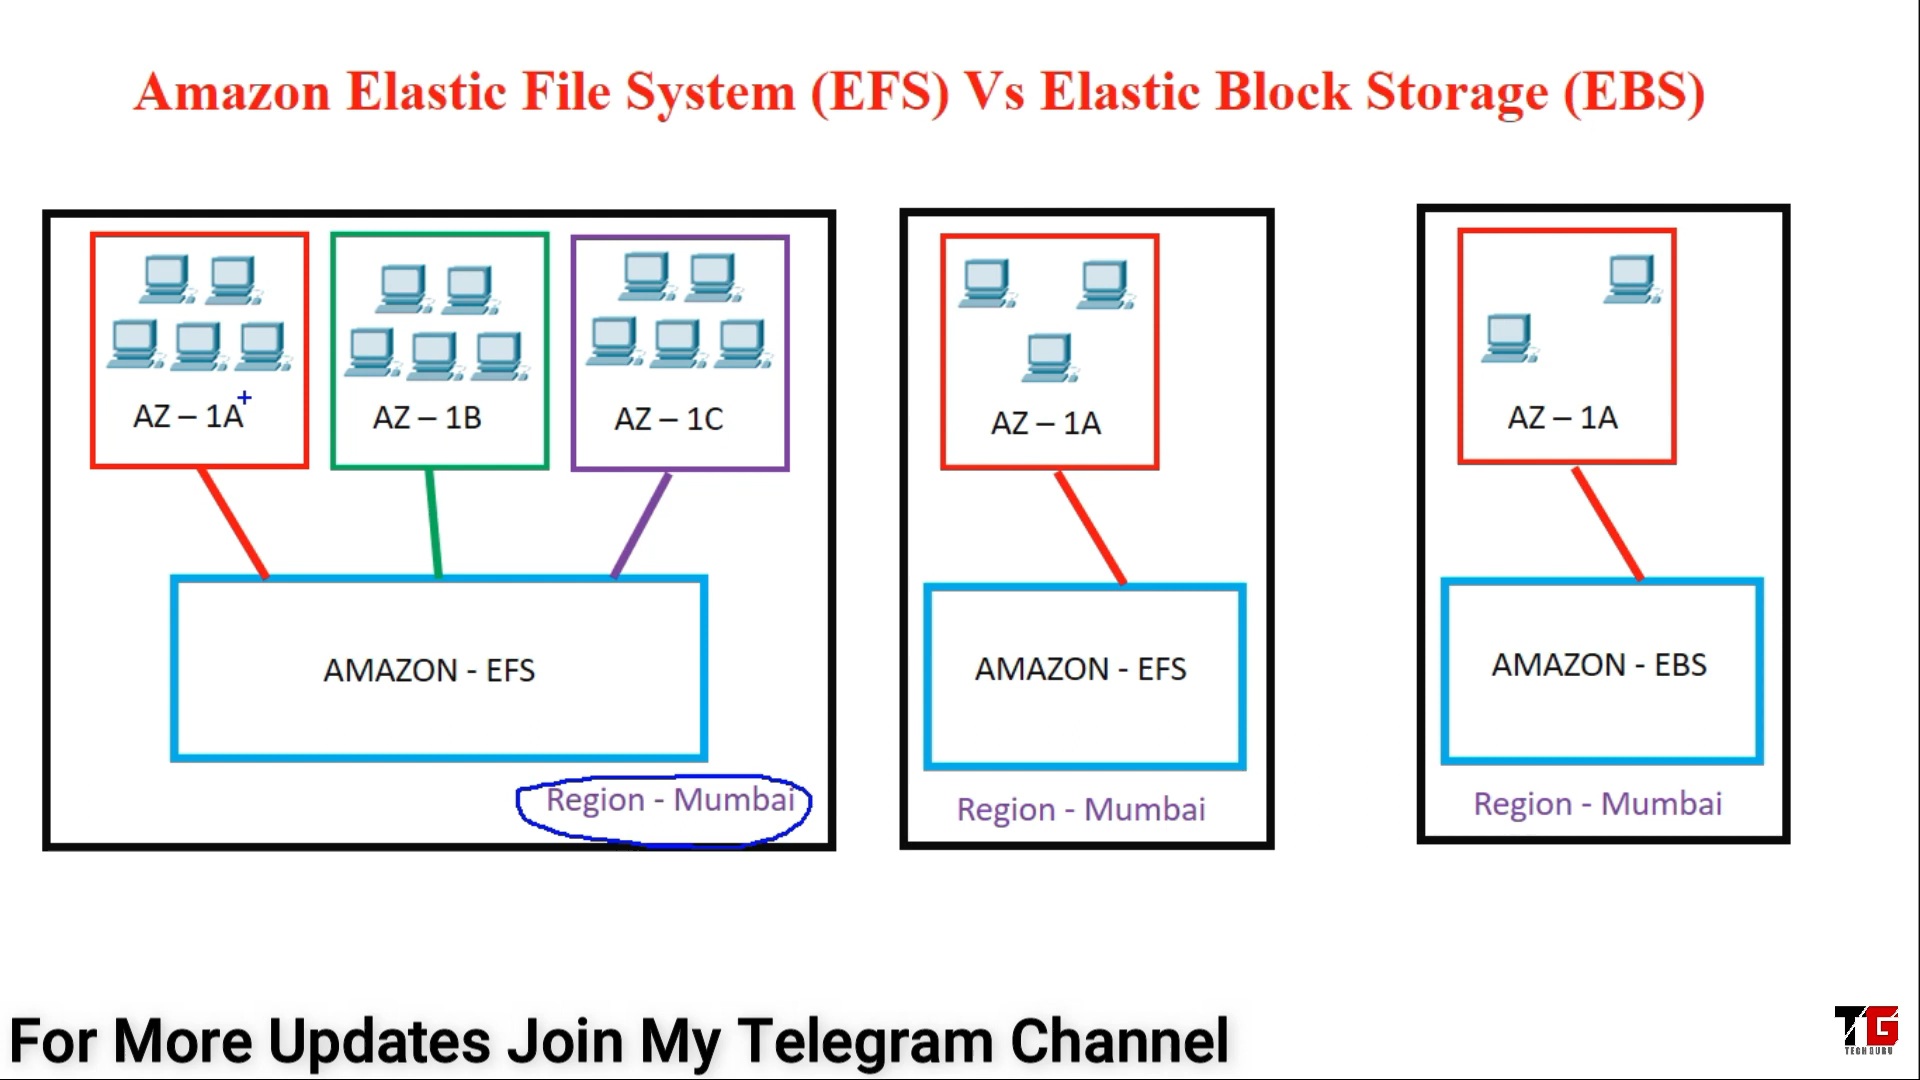 Amazon Elastic File System (EFS) Vs Elastic Block Storage (EBS)
AZ – 1A
AZ – 1B
AZ – 1C
AMAZON - EFS
Region - Mumbai
AZ – 1A
AMAZON - EFS
Region - Mumbai
AZ – 1A
AMAZON - EBS
Region - Mumbai
For More Updates Join My Telegram Channel
TG
TECH GURU